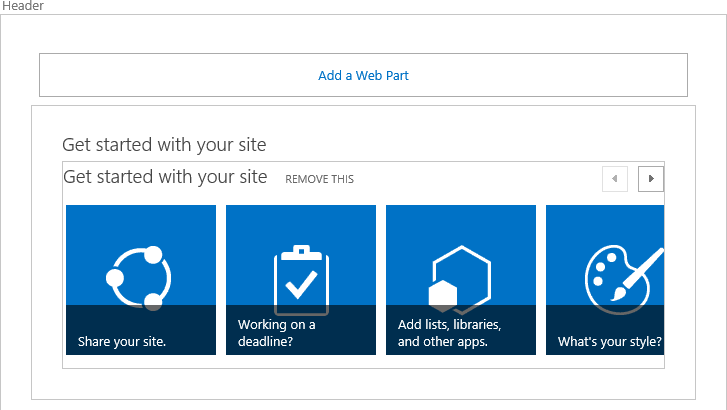 Header
Add a Web Part
Get started with your site
Get started with your site REMOVE THIS
Share your site.
Working on a
deadline?
Add lists, libraries,
and other apps.
What's your style?